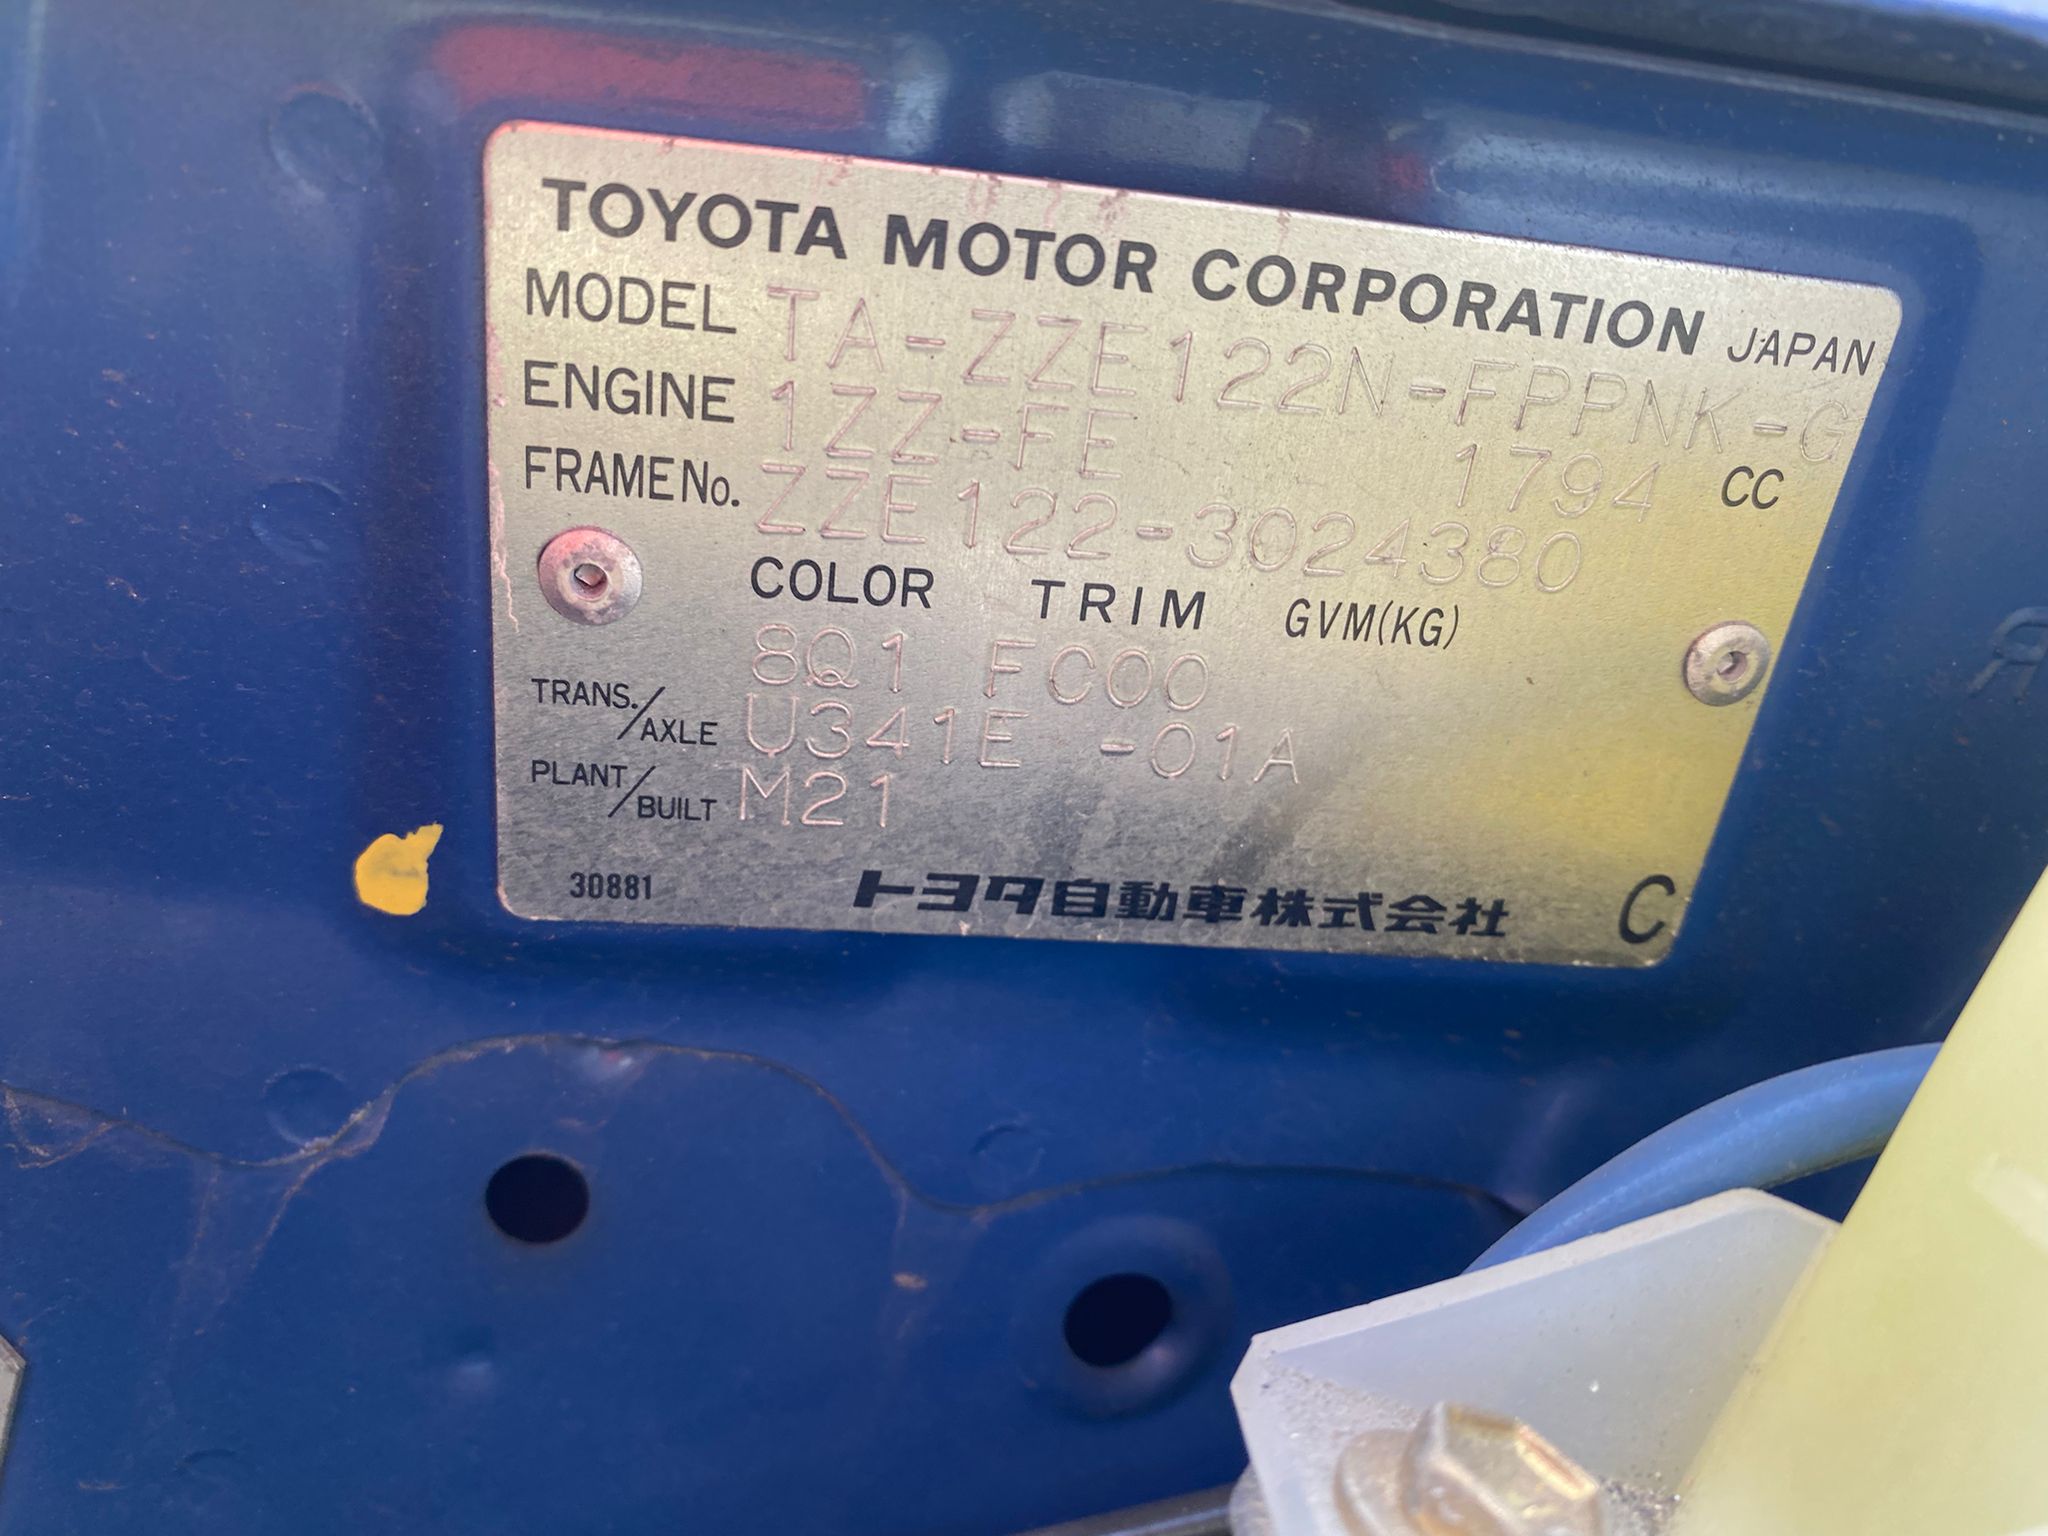 TOYOTA MOTOR CORPORATION JAPAN
MODEL TA-ZZE122N-FPPNK-G
ENGINE 1ZZ-FE 1794 CC
FRAME No. ZZE122-3024380
COLOR TRIM GVM(KG)
8Q1 FC00
TRANS./AXLE U341E -01A
PLANT/BUILT M21
30881 トヨタ自動車株式会社 C